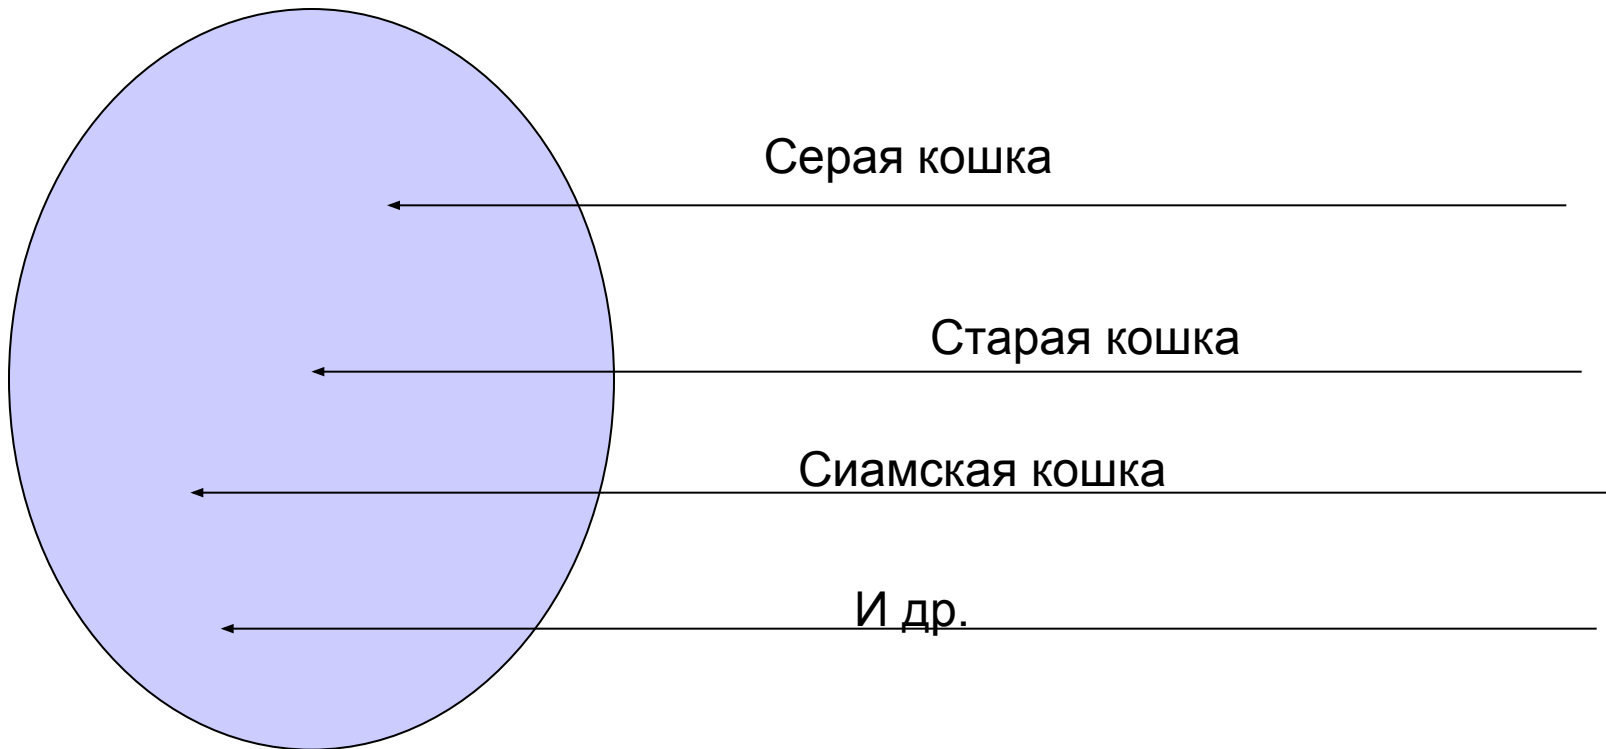 Серая кошка
Старая кошка
Сиамская кошка
И др.